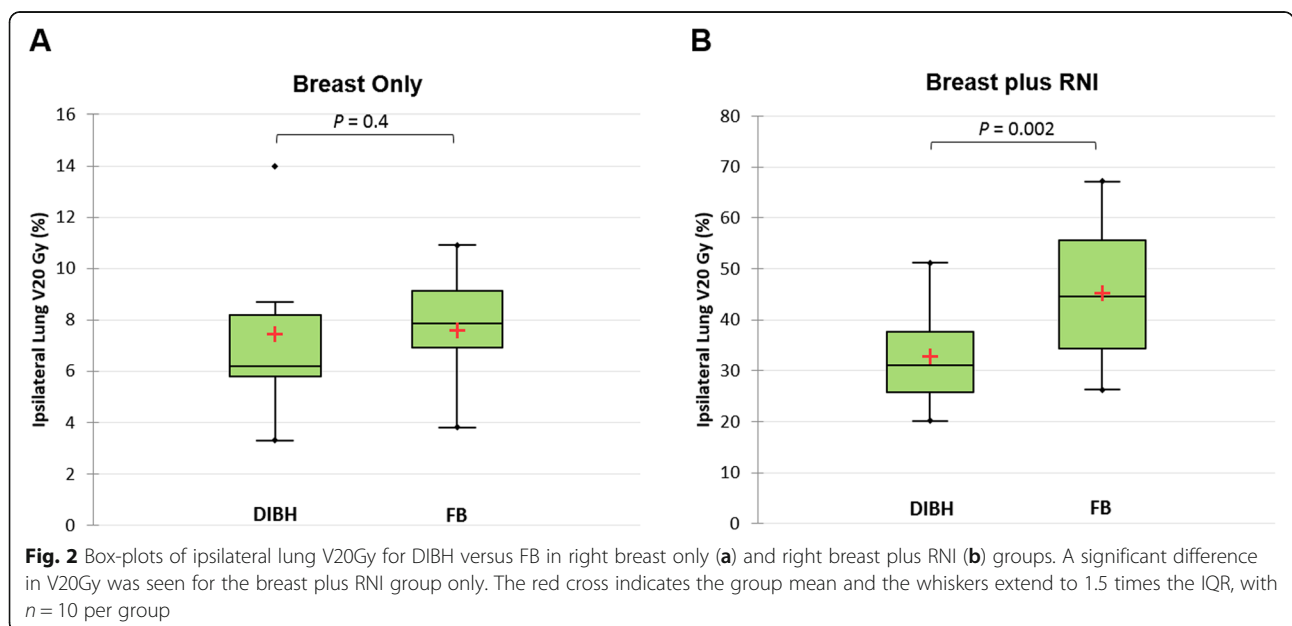 A
Breast Only
P = 0.4
Ipsilateral Lung V20 Gy (%)
16
14
12
10
8
6
4
2
0
DIBH FB
B
Breast plus RNI
P = 0.002
Ipsilateral Lung V20 Gy (%)
80
70
60
50
40
30
20
10
0
DIBH FB
Fig. 2 Box-plots of ipsilateral lung V20Gy for DIBH versus FB in right breast only (a) and right breast plus RNI (b) groups. A significant difference
in V20Gy was seen for the breast plus RNI group only. The red cross indicates the group mean and the whiskers extend to 1.5 times the IQR, with
n = 10 per group